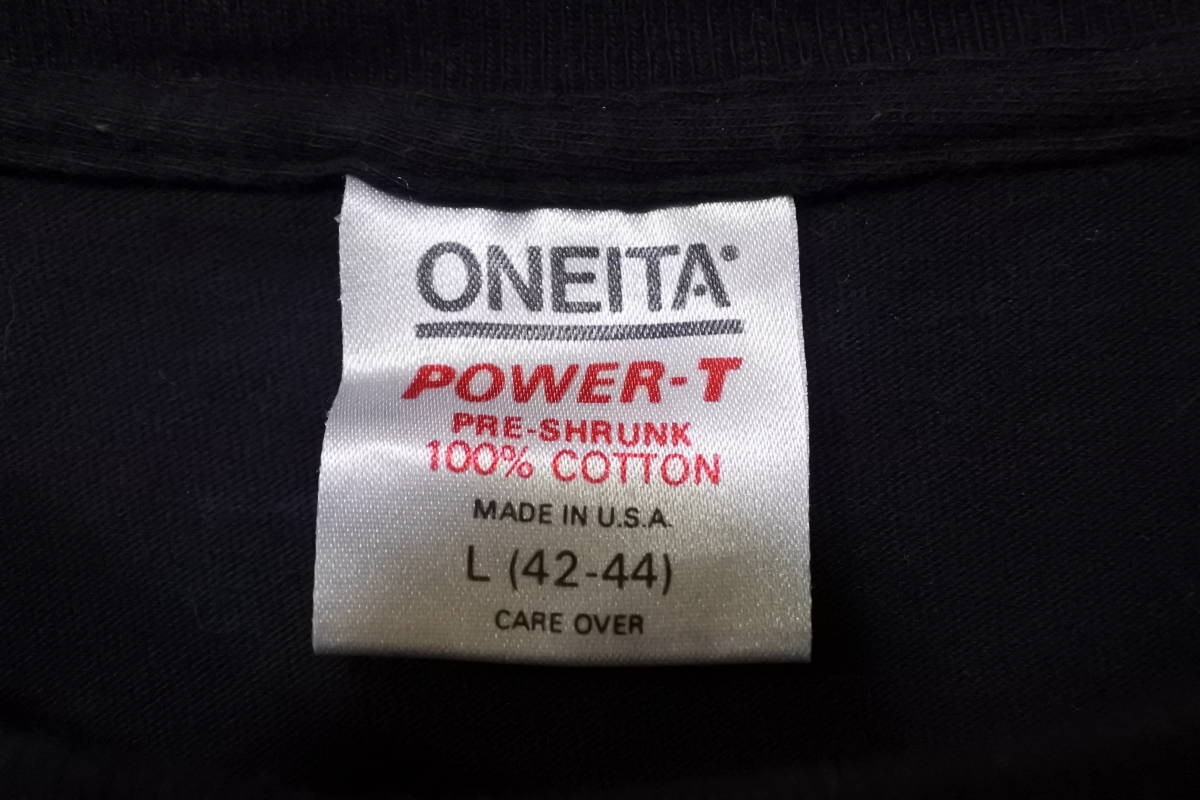 ONEITA®
POWER-T
PRE-SHRUNK
100% COTTON
MADE IN U.S.A.
L (42-44)
CARE OVER